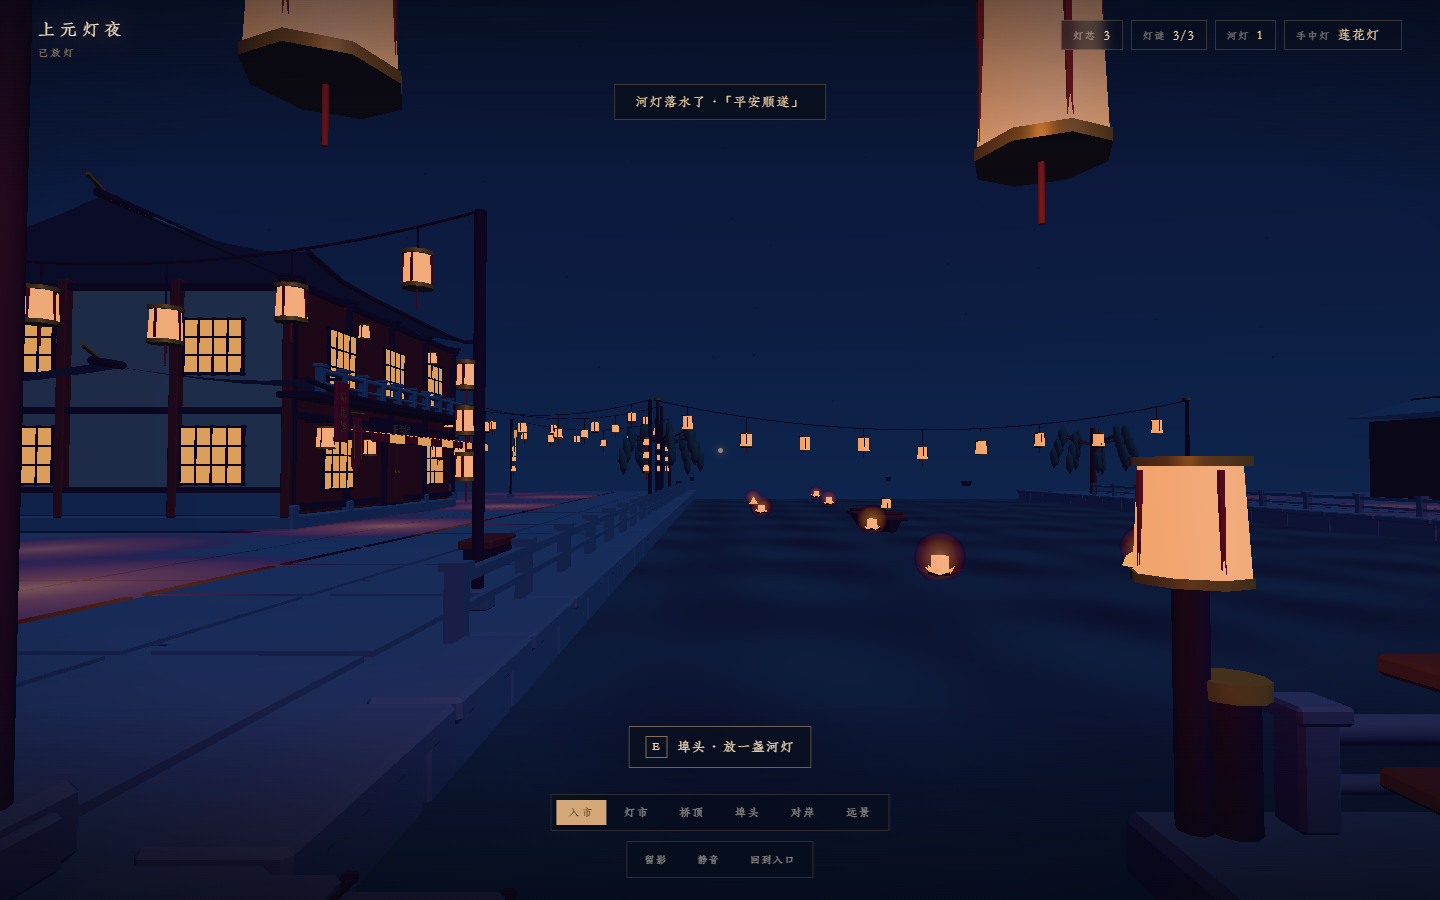 上元灯夜
已放灯
灯芯 3
灯谜 3/3
河灯 1
手中灯 莲花灯
河灯落水了·「平安顺遂」
E 埠头·放一盏河灯
入市 灯市 桥顶 埠头 对岸 远景
留影 静音 回到入口